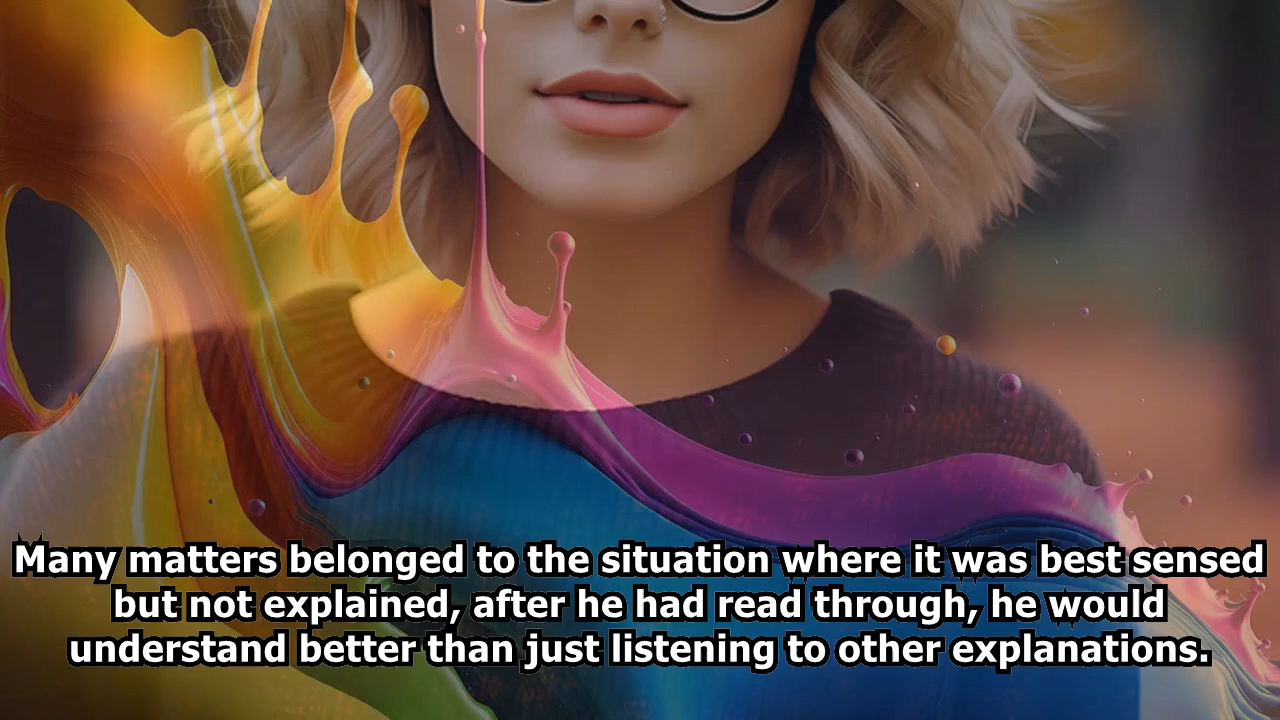 Many matters belonged to the situation where it was best sensed
but not explained, after he had read through, he would
understand better than just listening to other explanations.